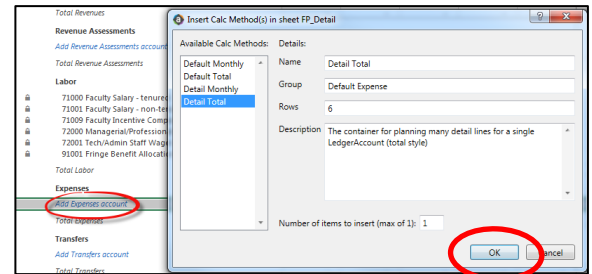 Total Revenues
Revenue Assessments
Add Revenue Assessments account
Total Revenue Assessments
Labor
71000 Faculty Salary - tenured
71001 Faculty Salary - non-ten
71009 Faculty Incentive Comp
72000 Managerial/Profession
72001 Tech/Admin Staff Wage
91001 Fringe Benefit Allocati
Total Labor
Expenses
Add Expenses account
Total Expenses
Transfers
Add Transfers account
Total Transfers
Insert Calc Method(s) in sheet FP_Detail
Available Calc Methods:
Default Monthly
Default Total
Detail Monthly
Detail Total
Details:
Name Detail Total
Group Default Expense
Rows 6
Description The container for planning many detail lines for a single
LedgerAccount (total style)
Number of items to insert (max of 1): 1
OK Cancel